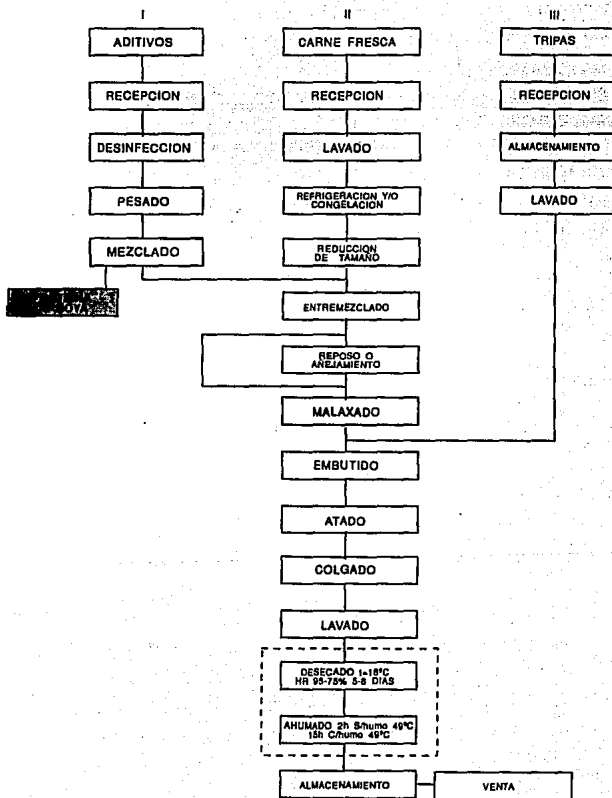 I
II
III
ADITIVOS
CARNE FRESCA
TRIPAS
RECEPCION
RECEPCION
RECEPCION
DESINFECCION
LAVADO
ALMACENAMIENTO
PESADO
REFRIGERACION Y/O
CONGELACION
LAVADO
MEZCLADO
REDUCCION
DE TAMAÑO
ENTREMEZCLADO
REPOSO O
AÑEJAMIENTO
MALAXADO
EMBUTIDO
ATADO
COLGADO
LAVADO
DESECADO 1-16°C
HR 95-75% 5-8 DIAS
AHUMADO 2h S/humo 49°C
15h C/humo 49°C
ALMACENAMIENTO
VENTA